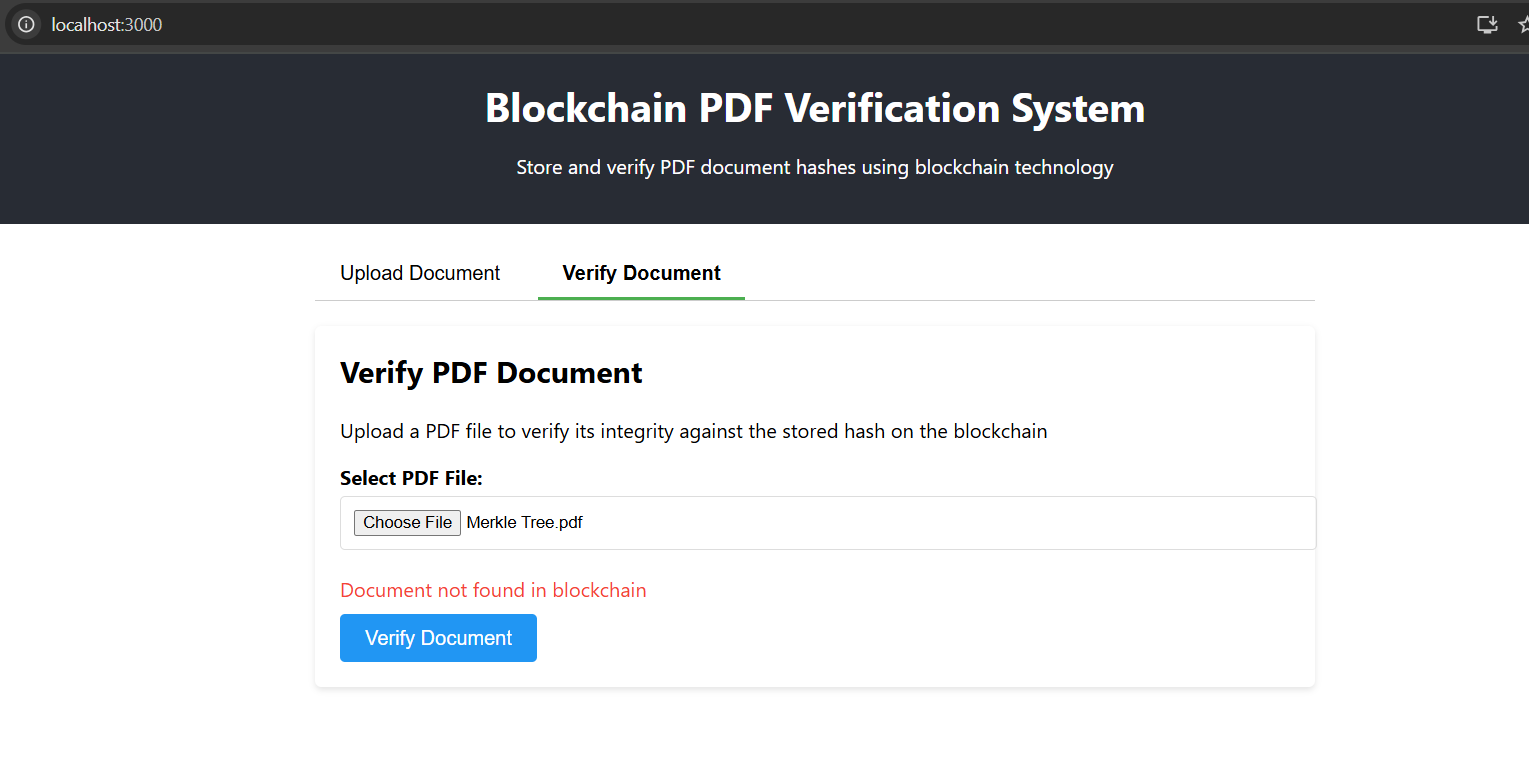 localhost:3000
Blockchain PDF Verification System
Store and verify PDF document hashes using blockchain technology
Upload Document Verify Document
Verify PDF Document
Upload a PDF file to verify its integrity against the stored hash on the blockchain
Select PDF File:
Choose File Merkle Tree.pdf
Document not found in blockchain
Verify Document